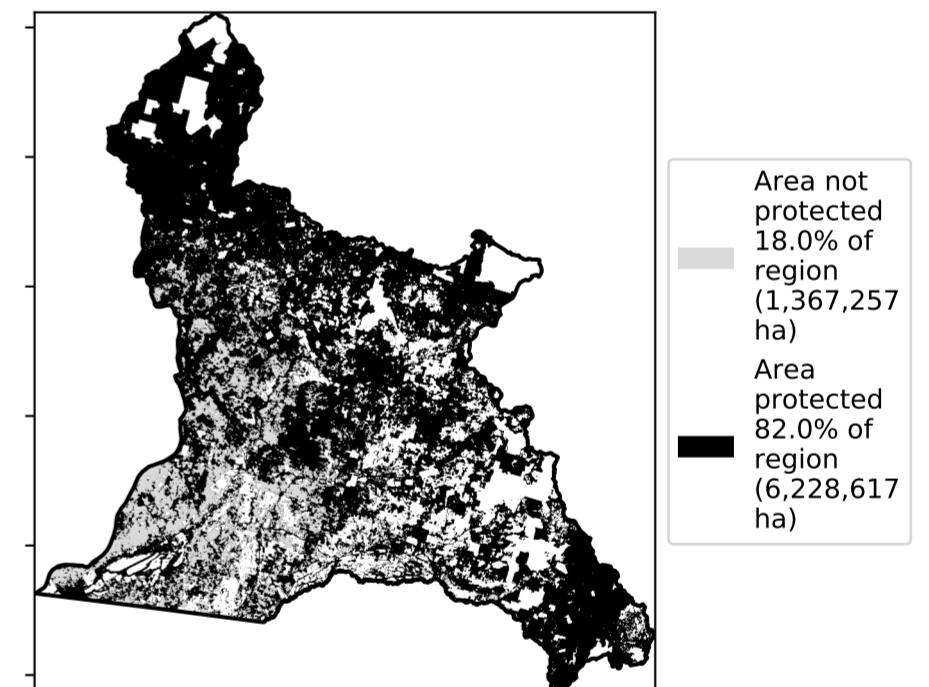 Area not
protected
18.0% of
region
(1,367,257
ha)
Area
protected
82.0% of
region
(6,228,617
ha)